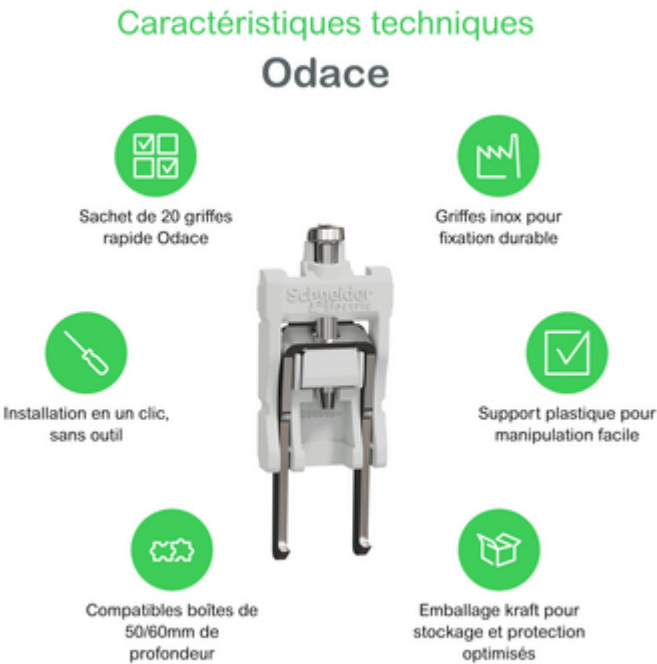 Caractéristiques techniques
Odace
Sachet de 20 griffes
rapide Odace
Griffes inox pour
fixation durable
Schneider
Electric
Installation en un clic,
sans outil
Support plastique pour
manipulation facile
Compatibles boîtes de
50/60mm de
profondeur
Emballage kraft pour
stockage et protection
optimisés